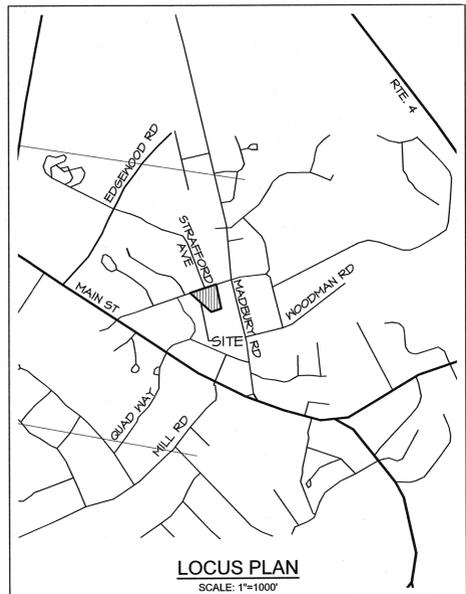 RTE. 4
EDGEWOOD RD
STRAFFORD
AVE
MADBURY RD
WOODMAN RD
MAIN ST
SITE
QUAD WAY
MILL RD
LOCUS PLAN
SCALE: 1"=1000'